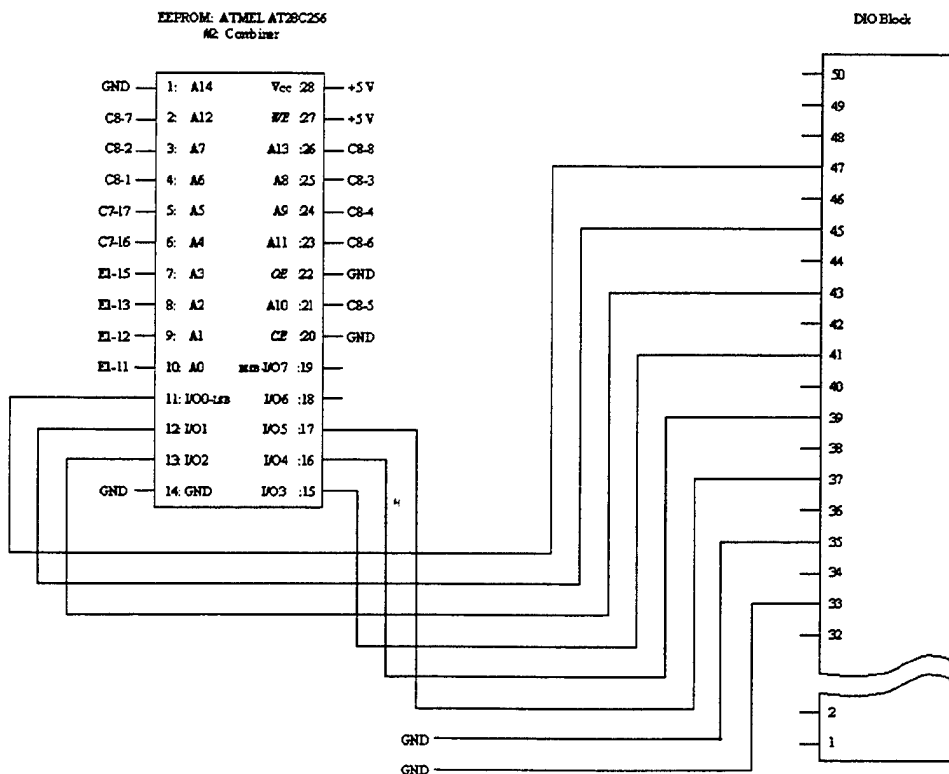 EEPROM: ATMEL AT28C256
#2: Combiner
DIO Block
GND 1: A14 Vcc :28 +5 V
C8-7 2: A12 WE :27 +5 V
C8-2 3: A7 A13 :26 C8-8
C8-1 4: A6 A8 :25 C8-3
C7-17 5: A5 A9 :24 C8-4
C7-16 6: A4 A11 :23 C8-6
E1-15 7: A3 OE :22 GND
E1-13 8: A2 A10 :21 C8-5
E1-12 9: A1 CE :20 GND
E1-11 10: A0 MSB-I/O7 :19
11: I/O0-LSB I/O6 :18
12: I/O1 I/O5 :17
13: I/O2 I/O4 :16
GND 14: GND I/O3 :15
50
49
48
47
46
45
44
43
42
41
40
39
38
37
36
35
34
33
32
2
1
GND
GND